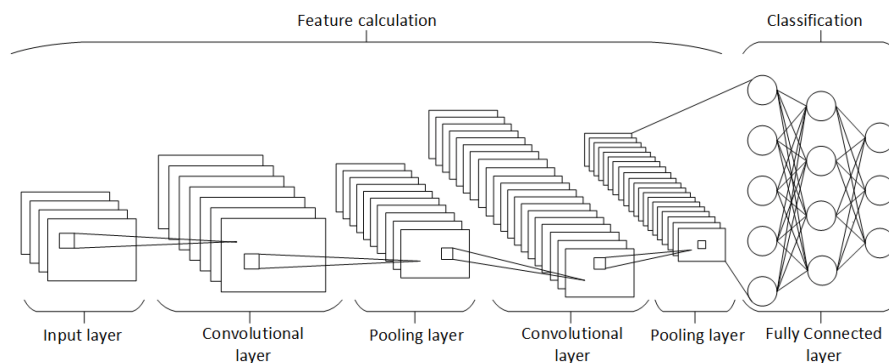 Feature calculation
Classification
Input layer
Convolutional
layer
Pooling layer
Convolutional
layer
Pooling layer
Fully Connected
layer